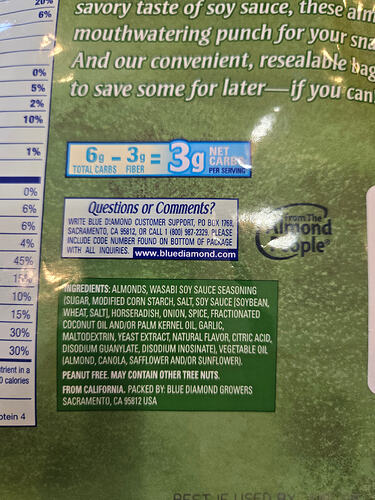 savory taste of soy sauce, these
mouthwatering punch for your
And our convenient, resealable
to save some for later—if you
20%
6%
0%
5%
2%
10%
1%
0%
6%
6%
4%
45%
15%
10%
15%
30%
30%
trient in a
0 calories
otein 4
6g – 3g = 3g NET CARBS
TOTAL CARBS FIBER PER SERVING
Questions or Comments?
WRITE BLUE DIAMOND CUSTOMER SUPPORT, PO BOX 1768,
SACRAMENTO, CA 95812, OR CALL 1 (800) 987-2329. PLEASE
INCLUDE CODE NUMBER FOUND ON BOTTOM OF PACKAGE
WITH ALL INQUIRIES. www.bluediamond.com
From The
Almond
People®
INGREDIENTS: ALMONDS, WASABI SOY SAUCE SEASONING
(SUGAR, MODIFIED CORN STARCH, SALT, SOY SAUCE [SOYBEAN,
WHEAT, SALT], HORSERADISH, ONION, SPICE, FRACTIONATED
COCONUT OIL AND/OR PALM KERNEL OIL, GARLIC,
MALTODEXTRIN, YEAST EXTRACT, NATURAL FLAVOR, CITRIC ACID,
DISODIUM GUANYLATE, DISODIUM INOSINATE), VEGETABLE OIL
(ALMOND, CANOLA, SAFFLOWER AND/OR SUNFLOWER).
PEANUT FREE. MAY CONTAIN OTHER TREE NUTS.
FROM CALIFORNIA. PACKED BY: BLUE DIAMOND GROWERS
SACRAMENTO, CA 95812 USA
BEST IF USED